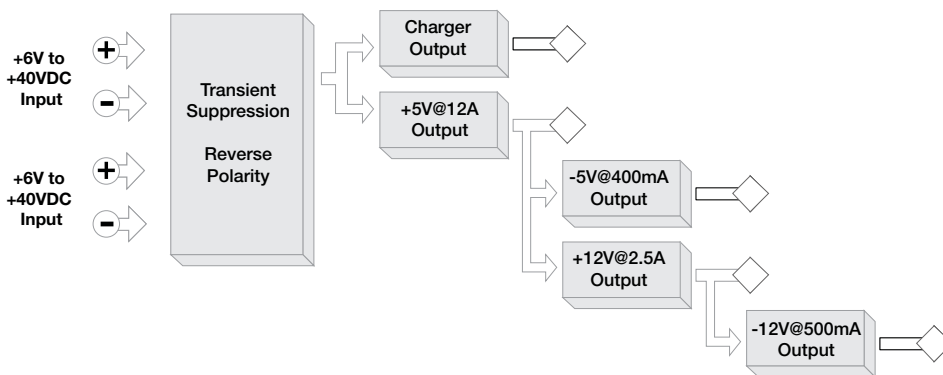 +6V to
+40VDC
Input
+
-
+6V to
+40VDC
Input
+
-
Transient
Suppression
Reverse
Polarity
Charger
Output
+5V@12A
Output
-5V@400mA
Output
+12V@2.5A
Output
-12V@500mA
Output